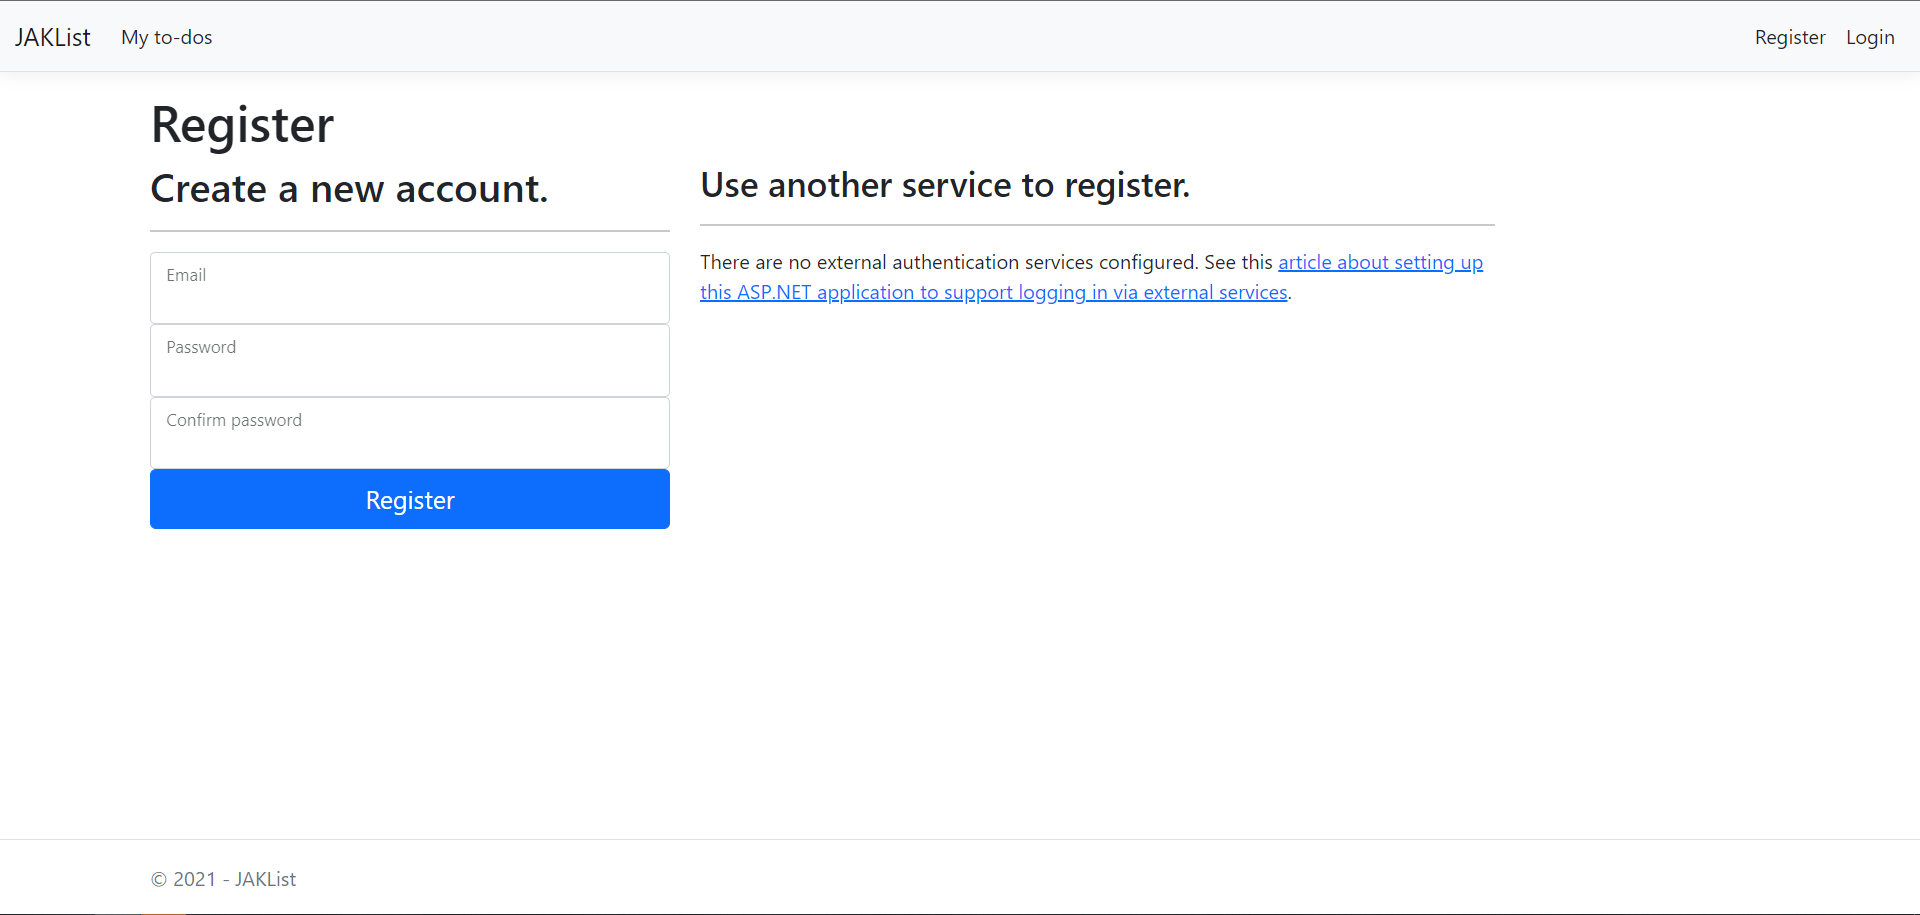 JAKList My to-dos Register Login
Register
Create a new account.
Email
Password
Confirm password
Register
Use another service to register.
There are no external authentication services configured. See this article about setting up
this ASP.NET application to support logging in via external services.
© 2021 - JAKList